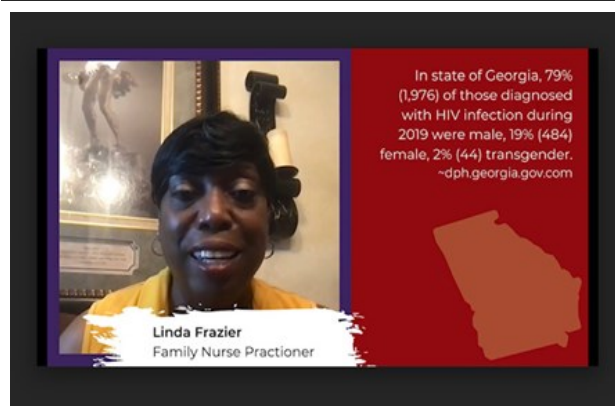 In state of Georgia, 79%
(1,976) of those diagnosed
with HIV infection during
2019 were male, 19% (484)
female, 2% (44) transgender.
~dph.georgia.gov.com
Linda Frazier
Family Nurse Practioner